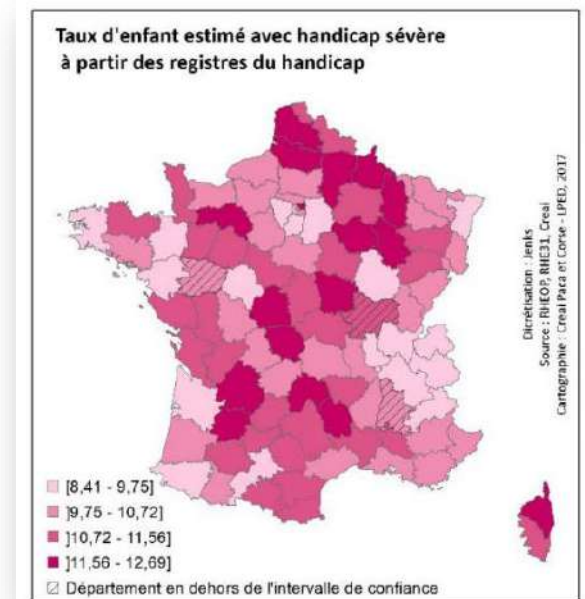 Taux d'enfant estimé avec handicap sévère
à partir des registres du handicap
Dicrétisation : Jenks
Source : RHEOP, RHE31, Creai
Cartographie : Creai Paca et Corse - LPED, 2017
[8,41 - 9,75]
]9,75 - 10,72]
]10,72 - 11,56]
]11,56 - 12,69]
Département en dehors de l'intervalle de confiance